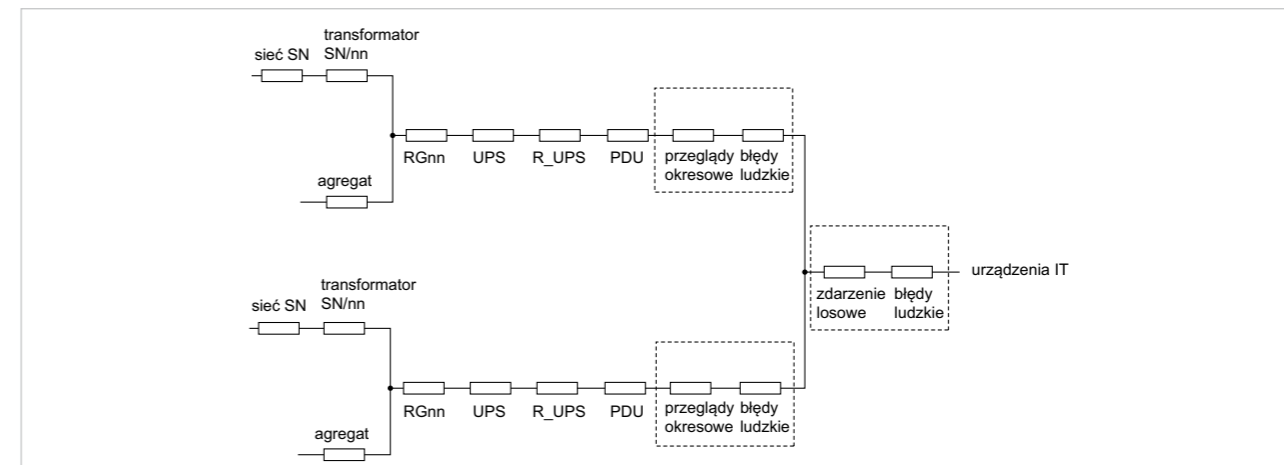 transformator
sieć SN SN/nn
RGnn UPS R_UPS PDU przeglądy błędy
okresowe ludzkie
agregat
urządzenia IT
zdarzenie błędy
losowe ludzkie
transformator
sieć SN SN/nn
RGnn UPS R_UPS PDU przeglądy błędy
okresowe ludzkie
agregat